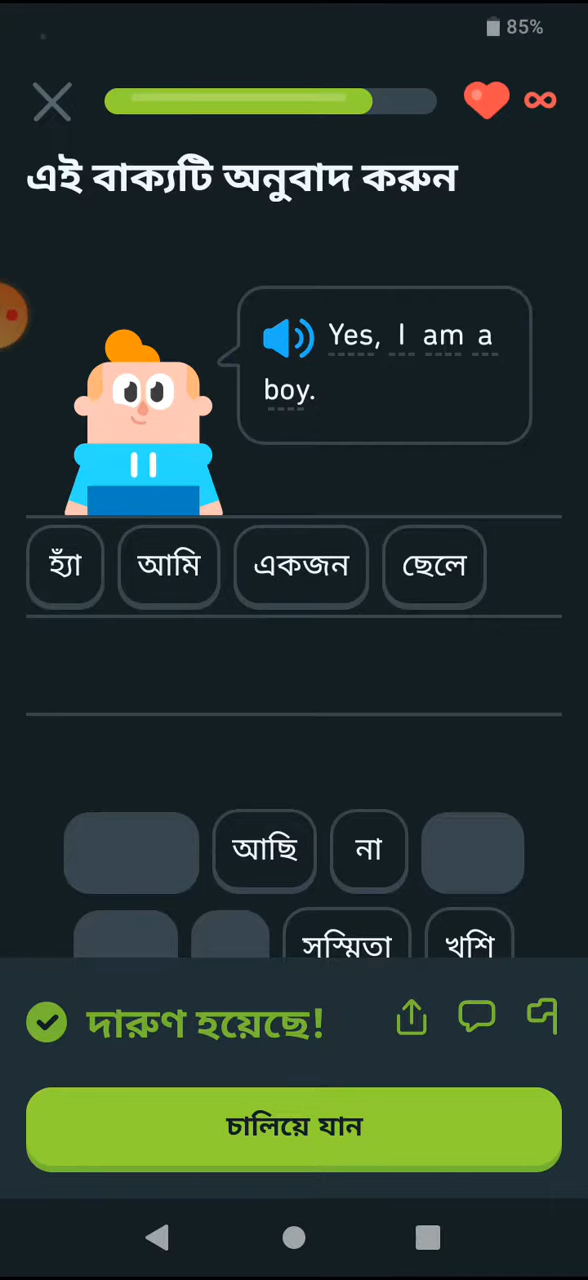 85%
এই বাক্যটি অনুবাদ করুন
Yes, I am a
boy.
হ্যাঁ আমি একজন ছেলে
আছি না
সস্মিতা খুশি
দারুণ হয়েছে!
চালিয়ে যান